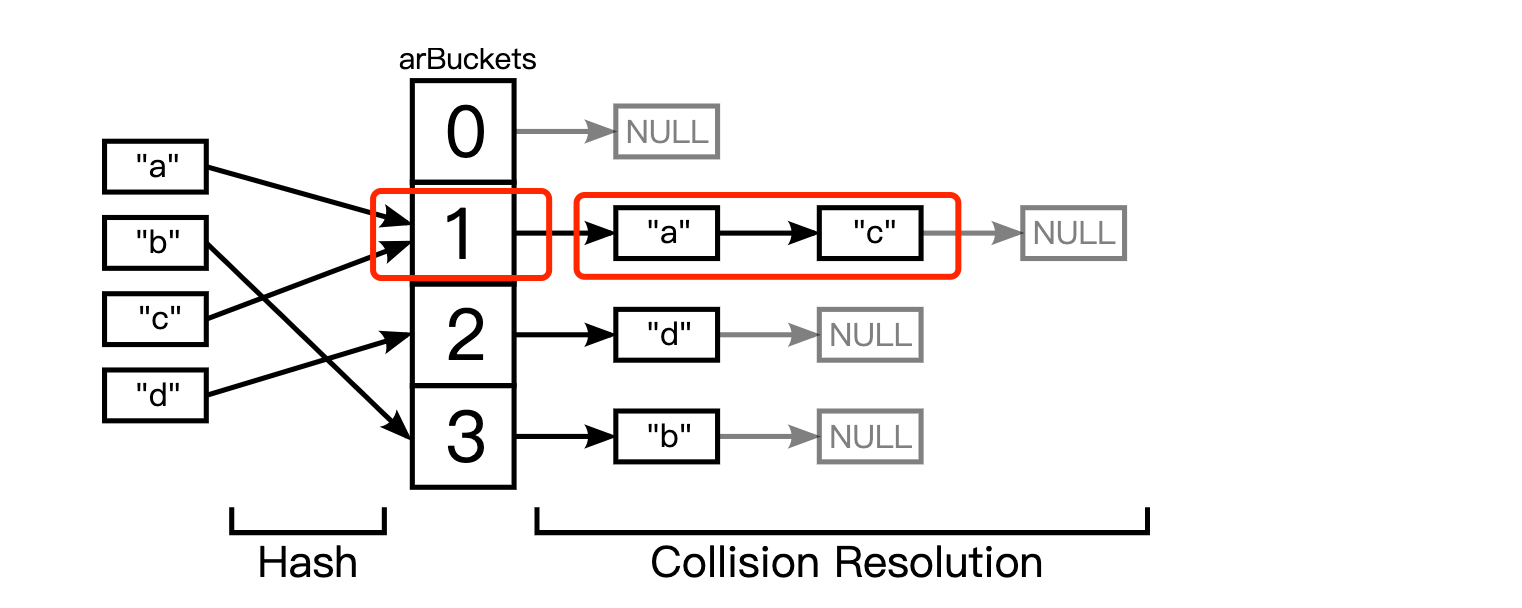 arBuckets
0 NULL
"a"
1 "a" "c" NULL
"b"
"c"
2 "d" NULL
"d"
3 "b" NULL
Hash Collision Resolution